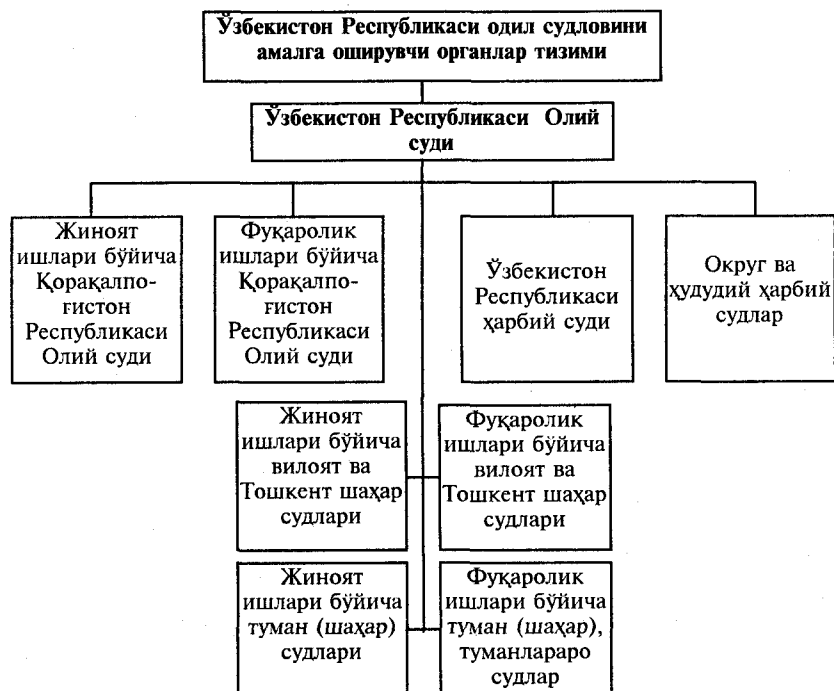 Ўзбекистон Республикаси одил судловини
амалга оширувчи органлар тизими
Ўзбекистон Республикаси Олий
суди
Жиноят
ишлари бўйича
Қорақалпо-
ғистон
Республикаси
Олий суди
Фуқаролик
ишлари бўйича
Қорақалпо-
ғистон
Республикаси
Олий суди
Ўзбекистон
Республикаси
ҳарбий суди
Округ ва
ҳудудий ҳарбий
судлар
Жиноят
ишлари бўйича
вилоят ва
Тошкент шаҳар
судлари
Фуқаролик
ишлари бўйича
вилоят ва
Тошкент шаҳар
судлари
Жиноят
ишлари бўйича
туман (шаҳар)
судлари
Фуқаролик
ишлари бўйича
туман (шаҳар),
туманлараро
судлар